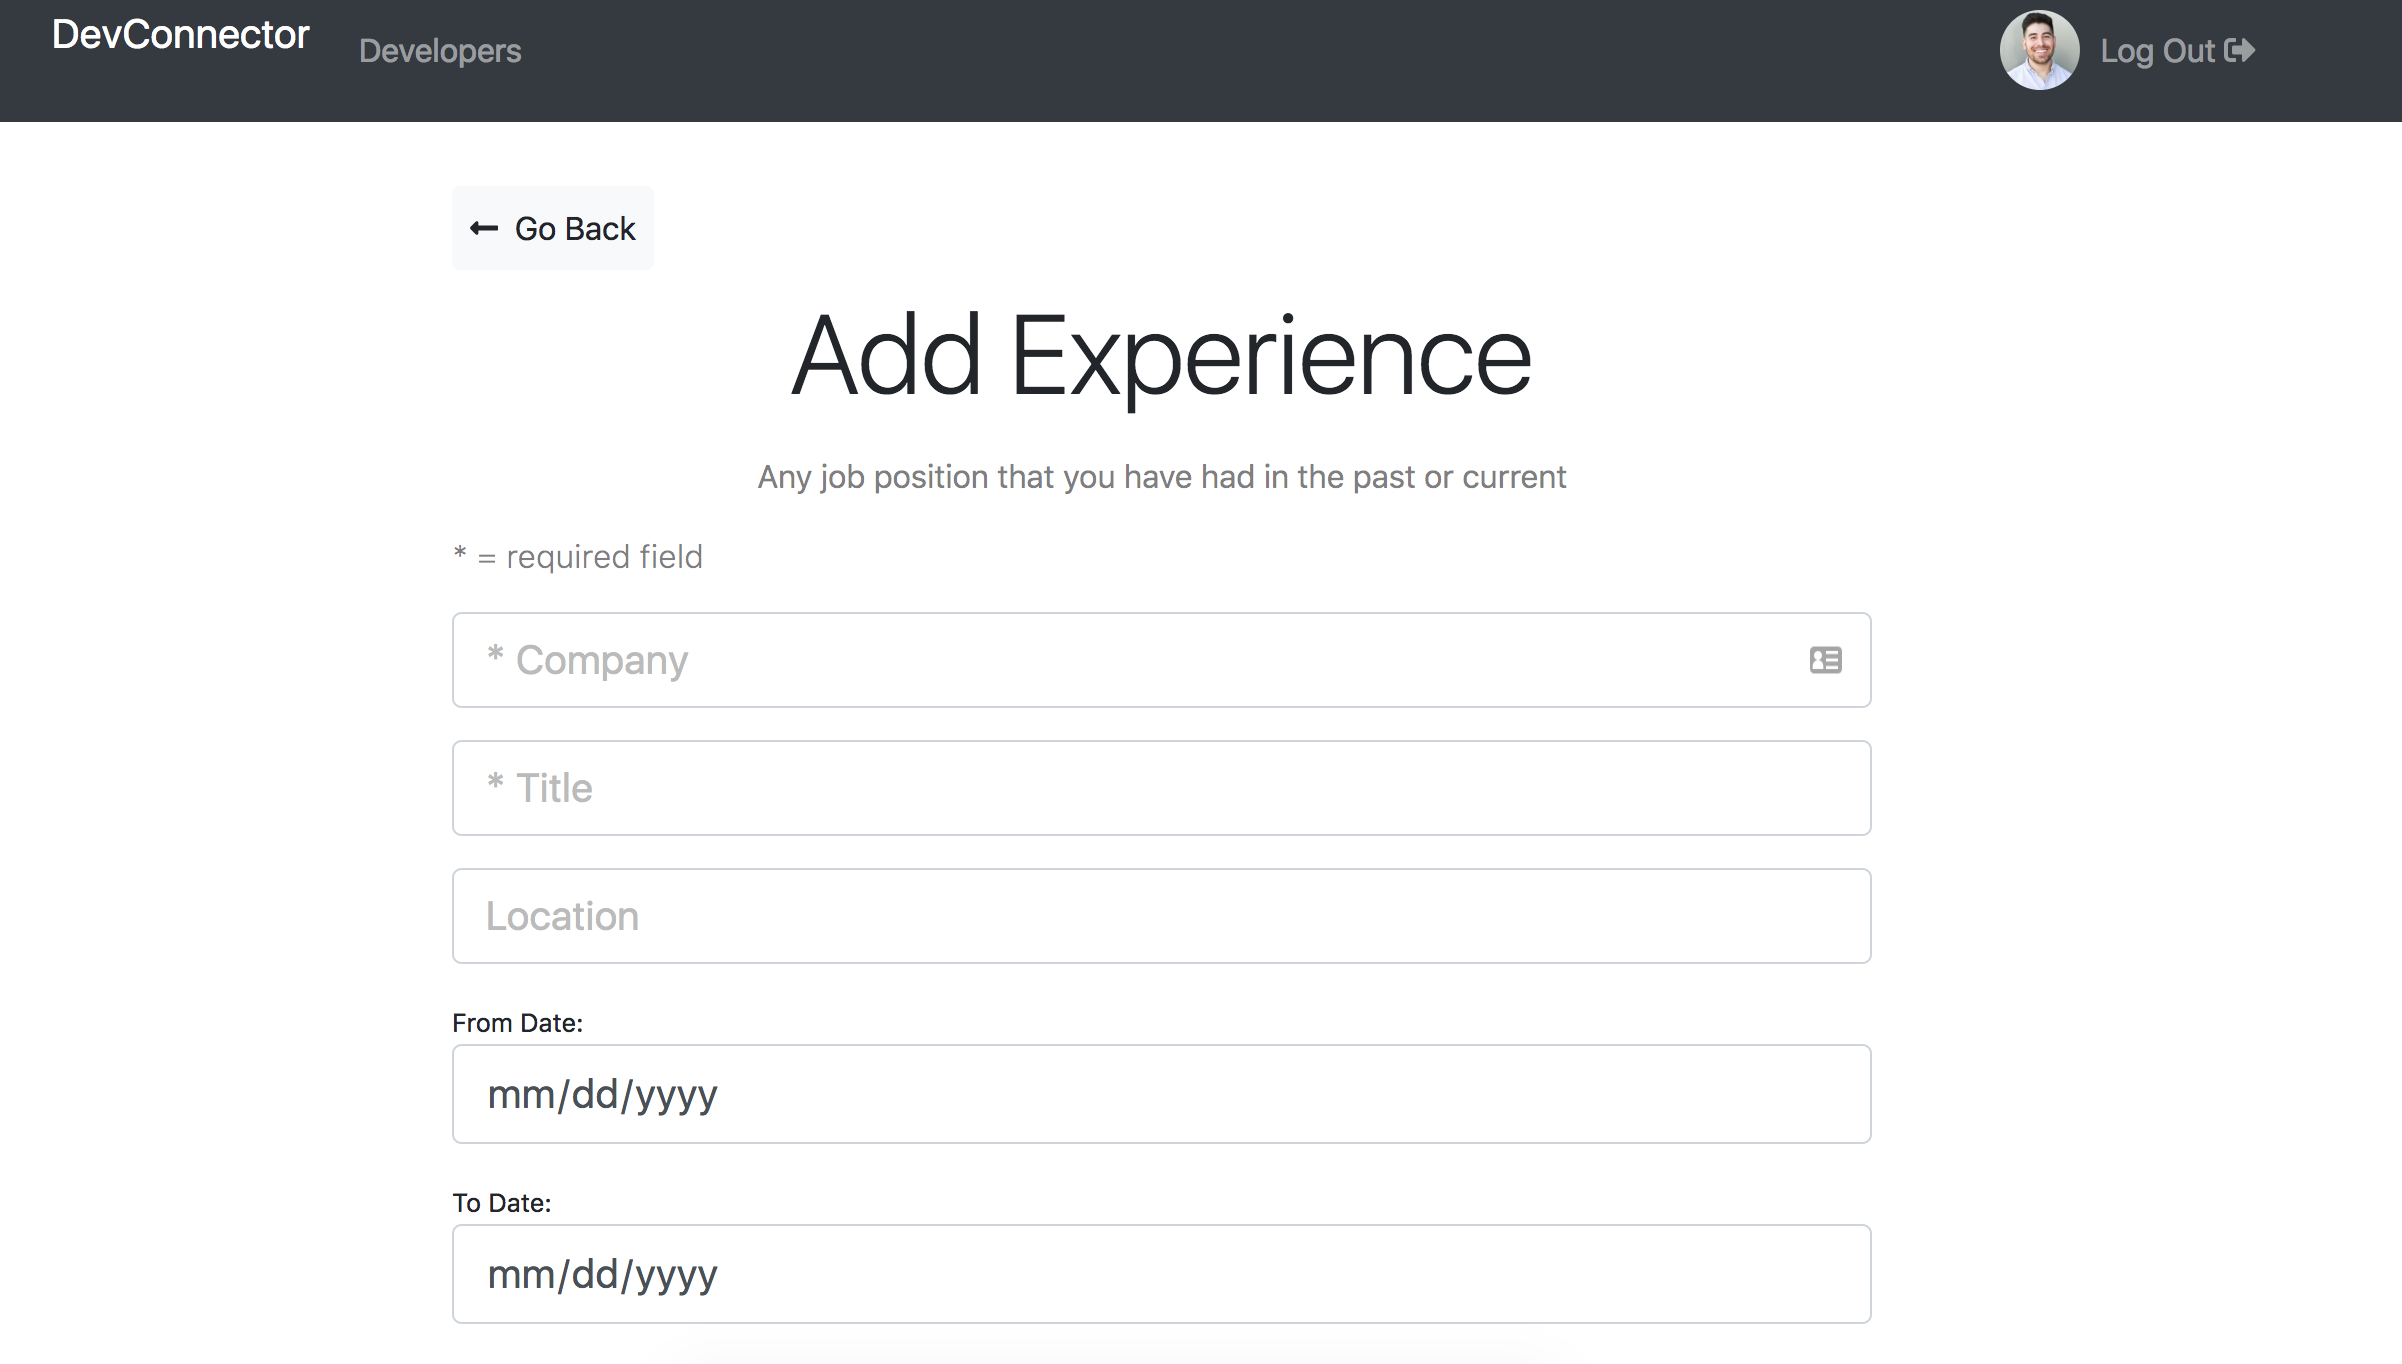 DevConnector
Developers
Log Out
Go Back
Add Experience
Any job position that you have had in the past or current
* = required field
* Company
* Title
Location
From Date:
mm/dd/yyyy
To Date:
mm/dd/yyyy